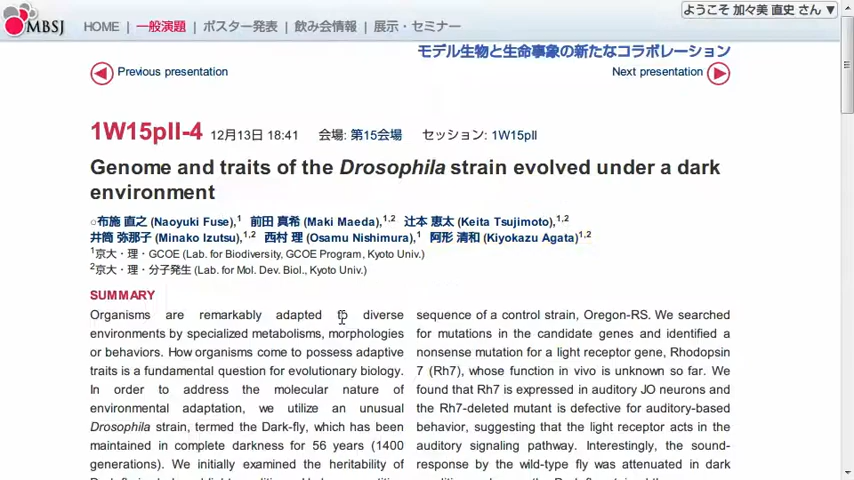 ようこそ 加々美 直史 さん ▼
MBSJ HOME | 一般演題 | ポスター発表 | 飲み会情報 | 展示・セミナー
モデル生物と生命事象の新たなコラボレーション
Previous presentation Next presentation
1W15pII-4 12月13日 18:41 会場: 第15会場 セッション: 1W15pII
Genome and traits of the Drosophila strain evolved under a dark
environment
○布施 直之 (Naoyuki Fuse),1 前田 真希 (Maki Maeda),1,2 辻本 恵太 (Keita Tsujimoto),1,2
井筒 弥那子 (Minako Izutsu),1,2 西村 理 (Osamu Nishimura),1 阿形 清和 (Kiyokazu Agata)1,2
1京大・理・GCOE (Lab. for Biodiversity, GCOE Program, Kyoto Univ.)
2京大・理・分子発生 (Lab. for Mol. Dev. Biol., Kyoto Univ.)
SUMMARY
Organisms are remarkably adapted to diverse
environments by specialized metabolisms, morphologies
or behaviors. How organisms come to possess adaptive
traits is a fundamental question for evolutionary biology.
In order to address the molecular nature of
environmental adaptation, we utilize an unusual
Drosophila strain, termed the Dark-fly, which has been
maintained in complete darkness for 56 years (1400
generations). We initially examined the heritability of
sequence of a control strain, Oregon-RS. We searched
for mutations in the candidate genes and identified a
nonsense mutation for a light receptor gene, Rhodopsin
7 (Rh7), whose function in vivo is unknown so far. We
found that Rh7 is expressed in auditory JO neurons and
the Rh7-deleted mutant is defective for auditory-based
behavior, suggesting that the light receptor acts in the
auditory signaling pathway. Interestingly, the sound-
response by the wild-type fly was attenuated in dark